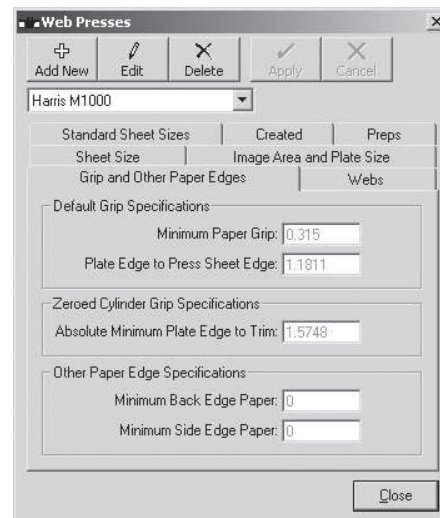 Web Presses
Add New Edit Delete Apply Cancel
Harris M1000
Standard Sheet Sizes Created Preps
Sheet Size Image Area and Plate Size
Grip and Other Paper Edges Webs
Default Grip Specifications
Minimum Paper Grip: 0.315
Plate Edge to Press Sheet Edge: 1.1811
Zeroed Cylinder Grip Specifications
Absolute Minimum Plate Edge to Trim: 1.5748
Other Paper Edge Specifications
Minimum Back Edge Paper: 0
Minimum Side Edge Paper: 0
Close